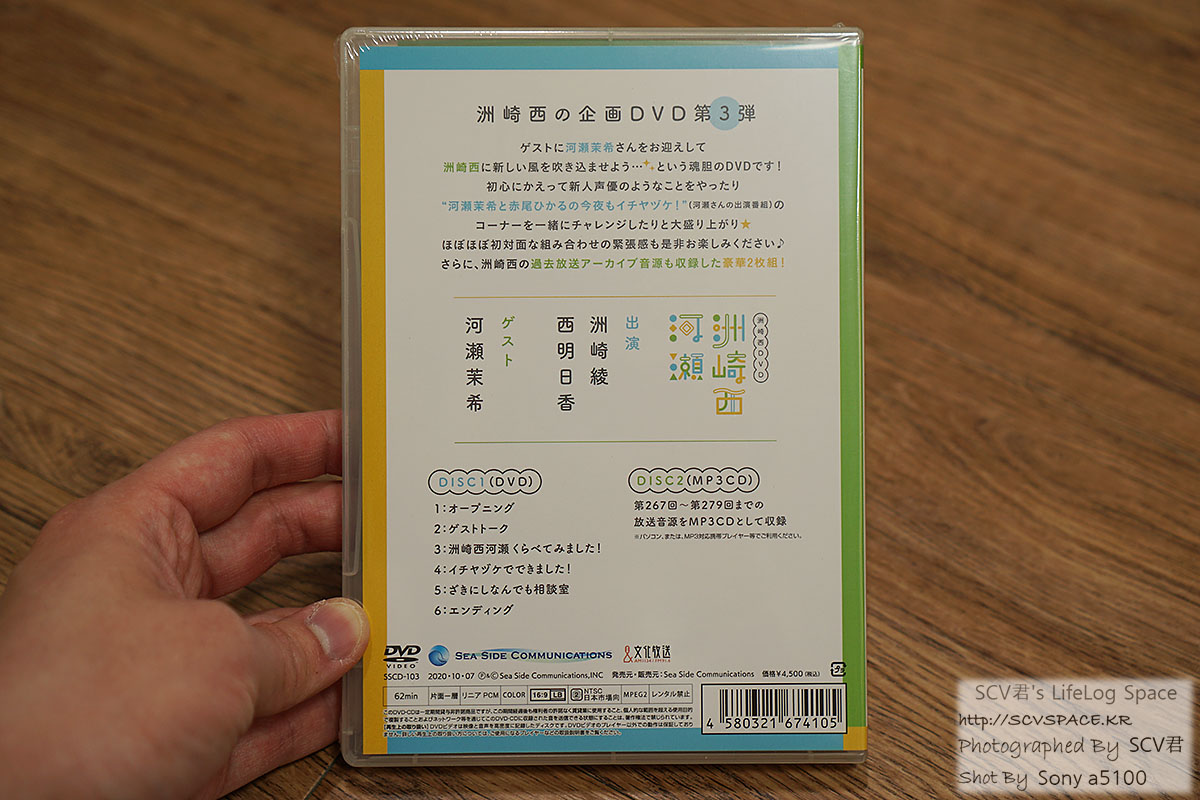 洲崎西の企画DVD第3弾
ゲストに河瀬茉希さんをお迎えして
洲崎西に新しい風を吹き込ませよう…という魂胆のDVDです!
初心にかえって新人声優のようなことをやったり
“河瀬茉希と赤尾ひかるの今夜もイチヤヅケ!”(河瀬さんの出演番組)の
コーナーを一緒にチャレンジしたりと大盛り上がり★
ほぼほぼ初対面な組み合わせの緊張感も是非お楽しみください♪
さらに、洲崎西の過去放送アーカイブ音源も収録した豪華2枚組!
洲崎西DVD
洲崎西
河瀬
出演
洲崎綾
西明日香
ゲスト
河瀬茉希
DISC1(DVD)
1:オープニング
2:ゲストトーク
3:洲崎西河瀬 くらべてみました!
4:イチヤヅケでできました!
5:ざきにしなんでも相談室
6:エンディング
DISC2(MP3CD)
第267回〜第279回までの
放送音源をMP3CDとして収録
※パソコン、または、MP3対応携帯プレイヤー等でご利用ください。
DVD VIDEO
SEA SIDE COMMUNICATIONS
文化放送
AM1134 / FM91.6
SSCD-103 2020・10・07 Ⓟ&Ⓒ Sea Side Communications,INC 発売元・販売元:Sea Side Communications 価格¥4,500(税込)
62min 片面一層 リニアPCM COLOR 16:9 LB 2 NTSC 日本市場向 MPEG2 レンタル禁止
4 580321 674105
SCV君's LifeLog Space
http://SCVSPACE.KR
Photographed By SCV君
Shot By Sony a5100